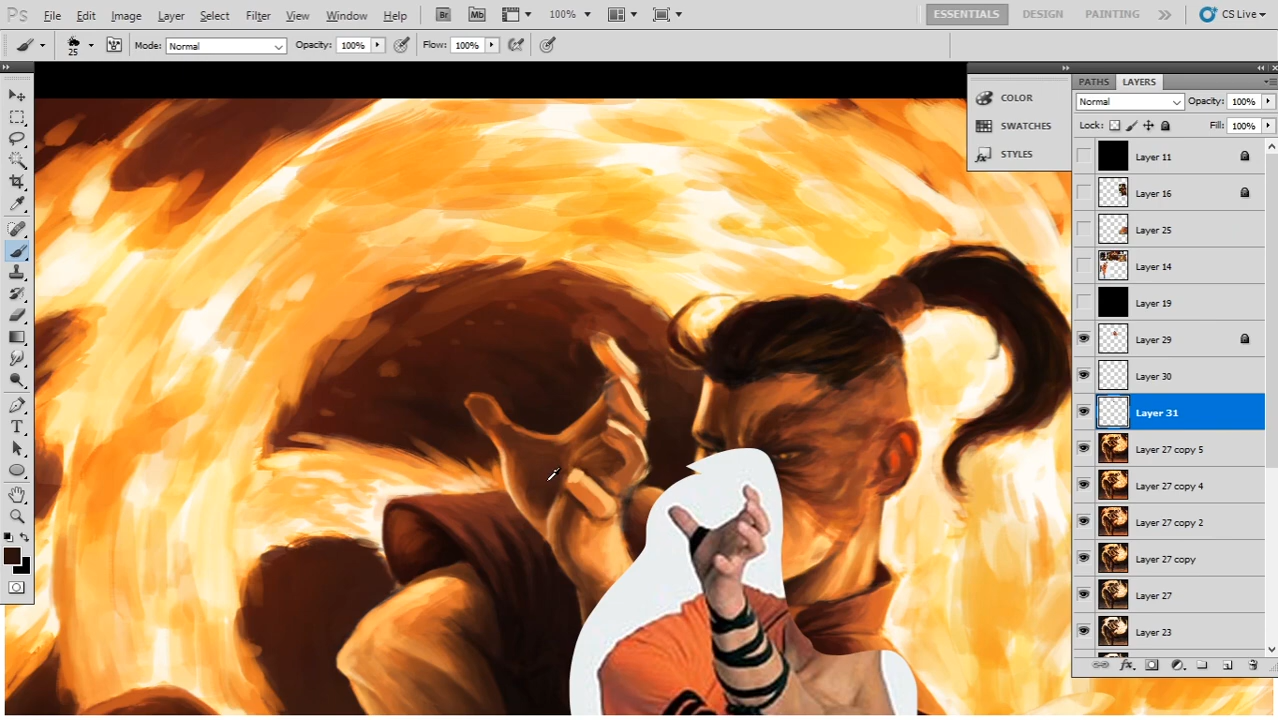 Ps File Edit Image Layer Select Filter View Window Help Br Mb 100% ESSENTIALS DESIGN PAINTING CS Live
25 Mode: Normal Opacity: 100% Flow: 100%
PATHS LAYERS
COLOR
SWATCHES
STYLES
Normal Opacity: 100%
Lock: Fill: 100%
Layer 11
Layer 16
Layer 25
Layer 14
Layer 19
Layer 29
Layer 30
Layer 31
Layer 27 copy 5
Layer 27 copy 4
Layer 27 copy 2
Layer 27 copy
Layer 27
Layer 23